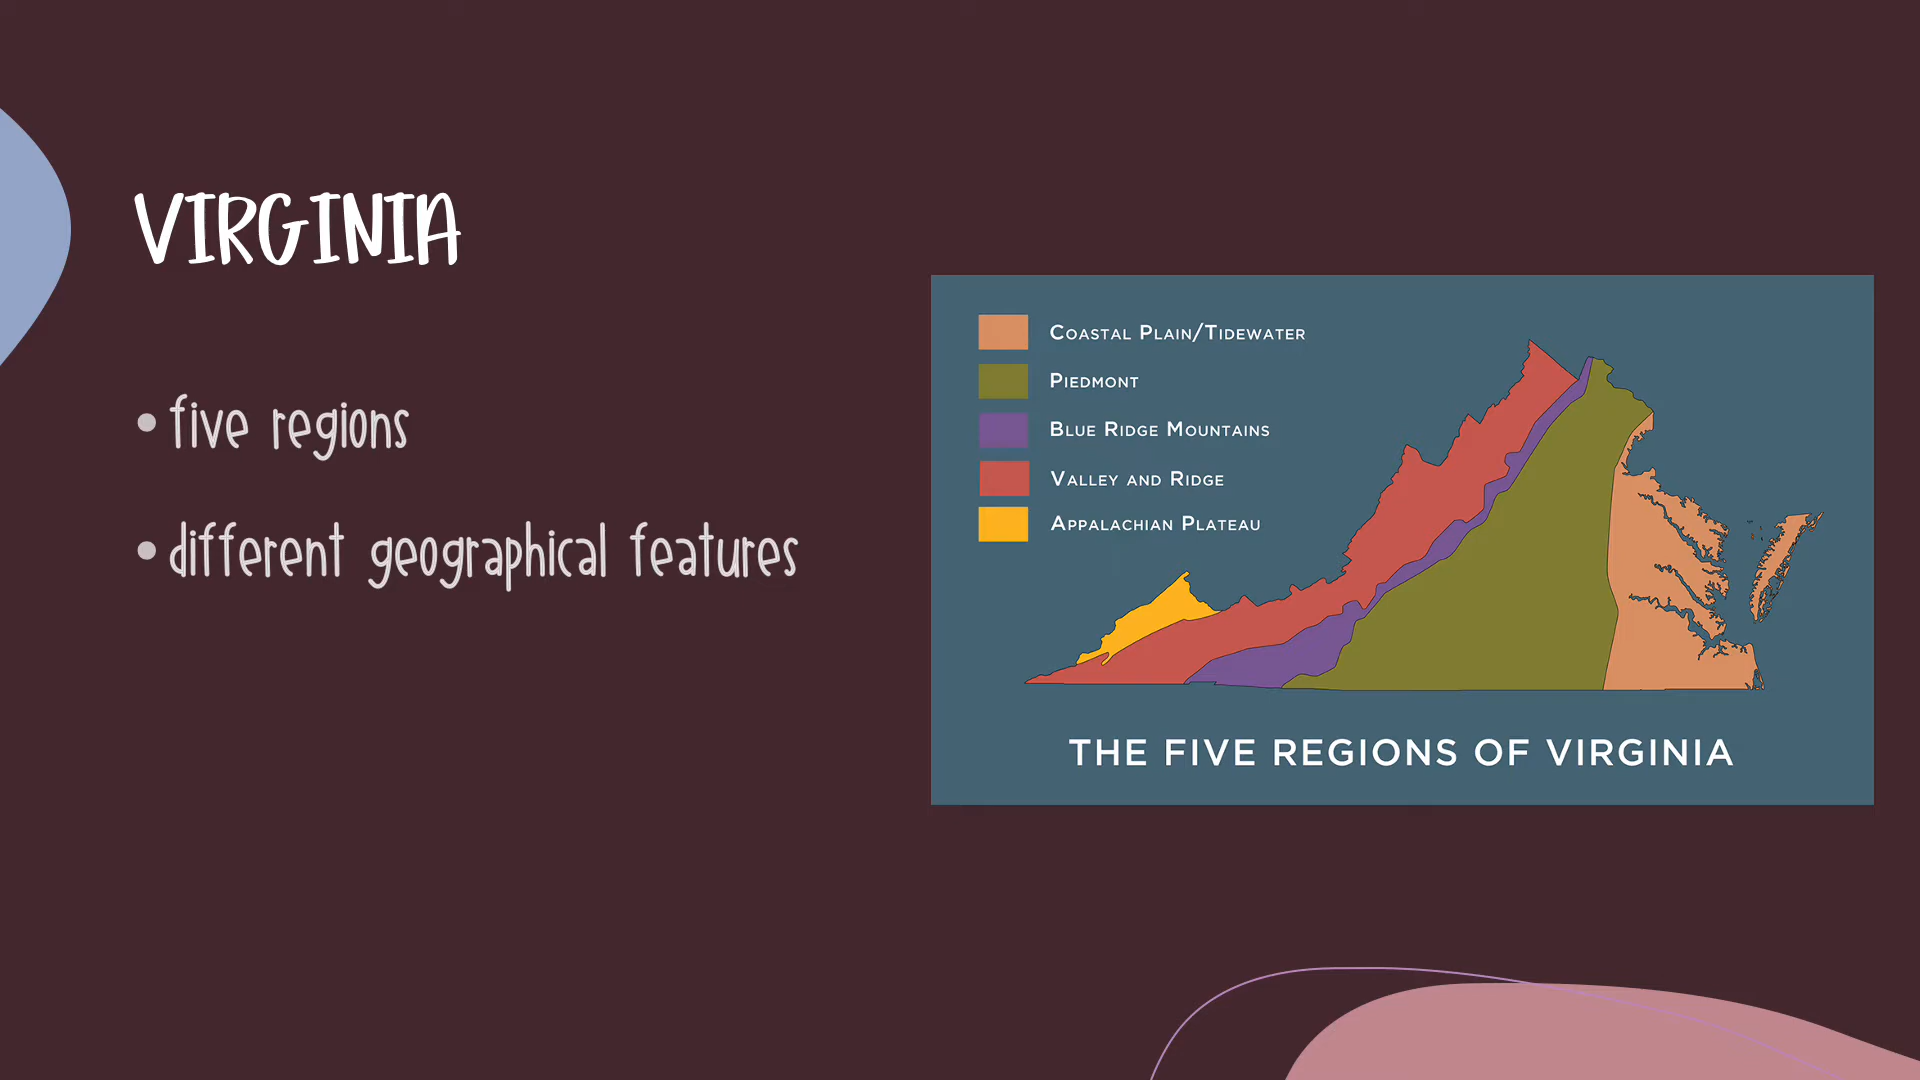 VIRGINIA
• five regions
• different geographical features
Coastal Plain/Tidewater
Piedmont
Blue Ridge Mountains
Valley and Ridge
Appalachian Plateau
THE FIVE REGIONS OF VIRGINIA